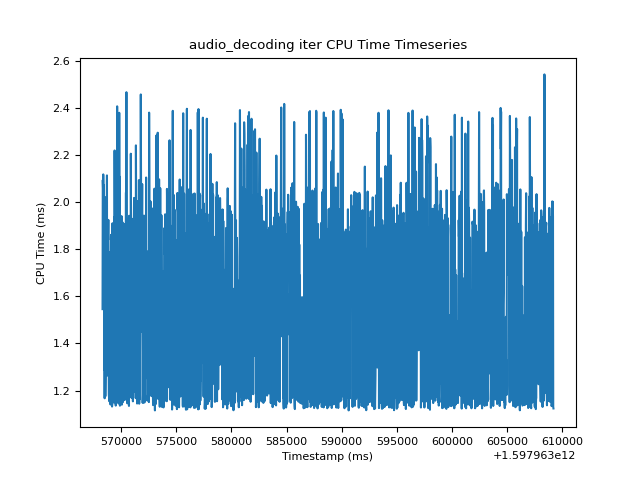 audio_decoding iter CPU Time Timeseries
CPU Time (ms)
2.6
2.4
2.2
2.0
1.8
1.6
1.4
1.2
570000 575000 580000 585000 590000 595000 600000 605000 610000
Timestamp (ms)
+1.597963e12